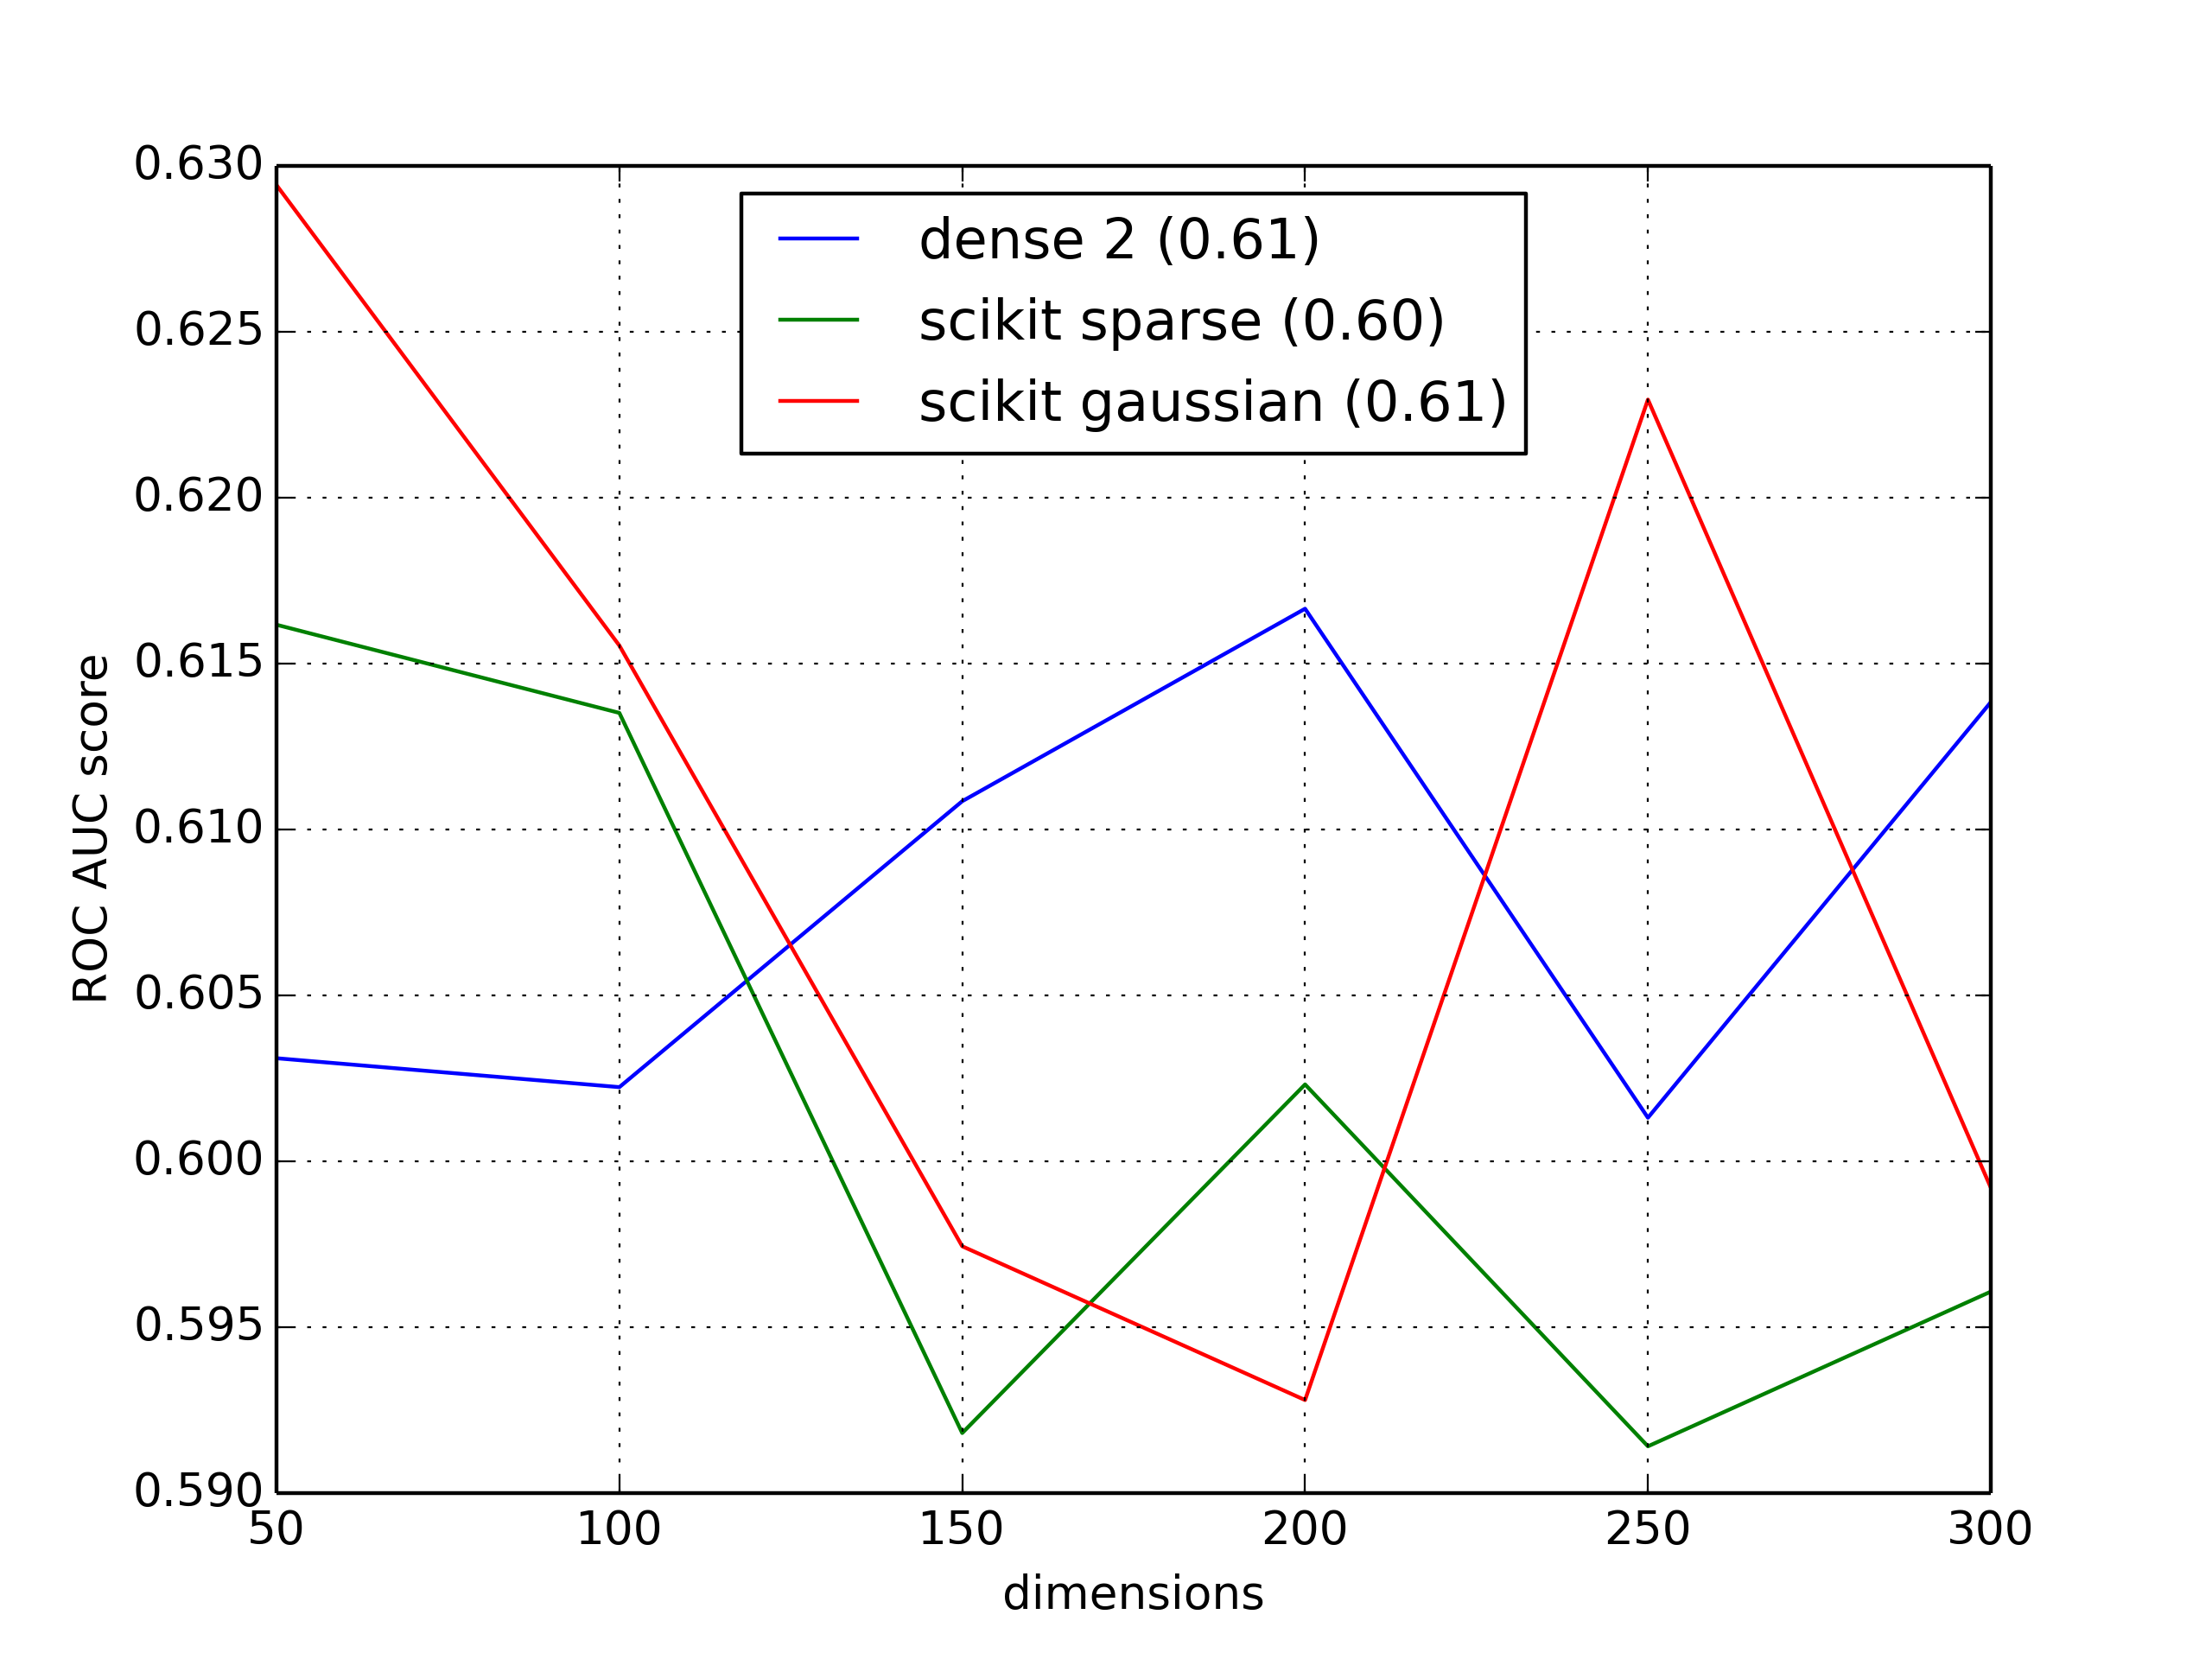 0.630
0.625
0.620
0.615
0.610
0.605
0.600
0.595
0.590
ROC AUC score
dense 2 (0.61)
scikit sparse (0.60)
scikit gaussian (0.61)
50 100 150 200 250 300
dimensions